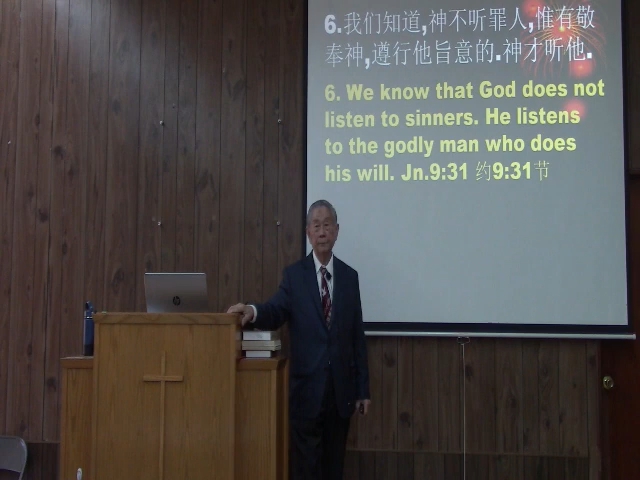 6.我们知道,神不听罪人,惟有敬
奉神,遵行他旨意的.神才听他.
6. We know that God does not
listen to sinners. He listens
to the godly man who does
his will. Jn.9:31 约9:31节
hp